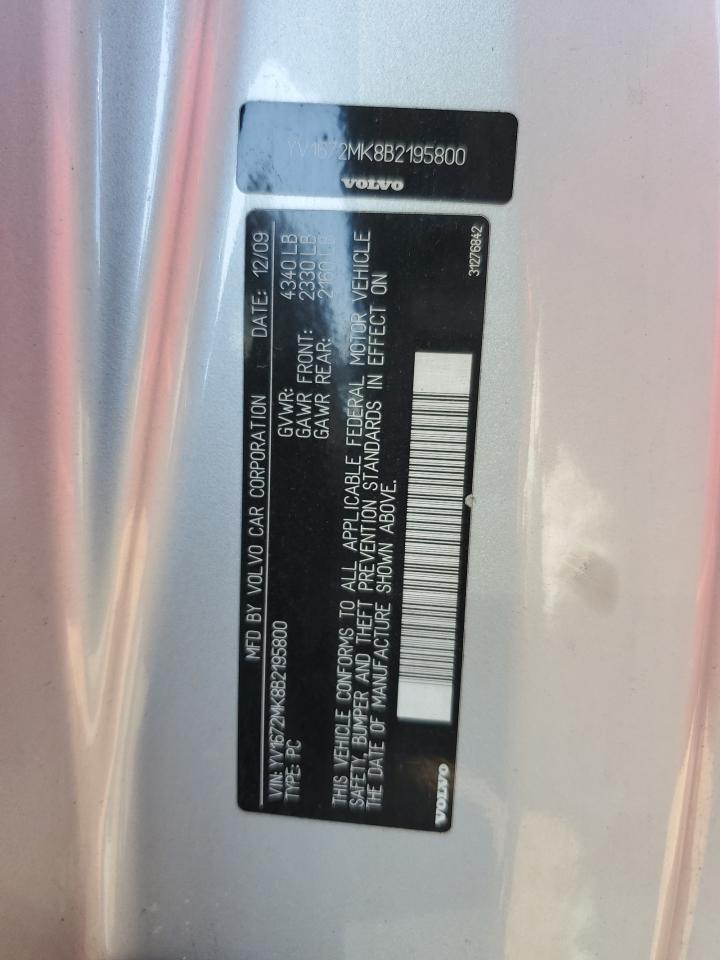 YV1672MK8B2195800
VOLVO
MFD BY VOLVO CAR CORPORATION DATE: 12/09
VIN: YV1672MK8B2195800
TYPE: PC
GVWR: 4340 LB
GAWR FRONT: 2330 LB
GAWR REAR: 2160 LB
THIS VEHICLE CONFORMS TO ALL APPLICABLE FEDERAL MOTOR VEHICLE
SAFETY, BUMPER AND THEFT PREVENTION STANDARDS IN EFFECT ON
THE DATE OF MANUFACTURE SHOWN ABOVE.
VOLVO
31276842